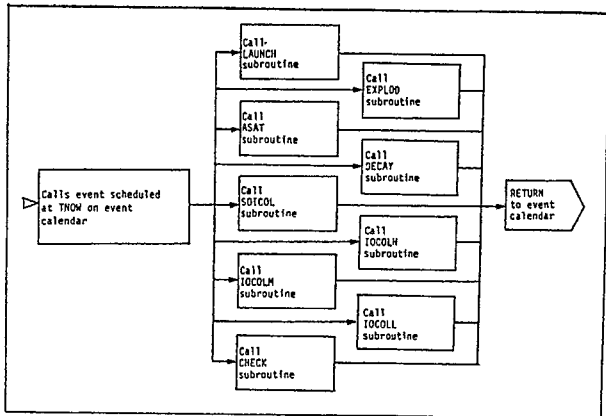 Call-
LAUNCH
subroutine
Call
EXPLOD
subroutine
Call
ASAT
subroutine
Call
DECAY
subroutine
Calls event scheduled
at TNOW on event
calendar
Call
SOTCOL
subroutine
RETURN
to event
calendar
Call
IOCOLH
subroutine
Call
IOCOLM
subroutine
Call
IOCOLL
subroutine
Call
CHECK
subroutine